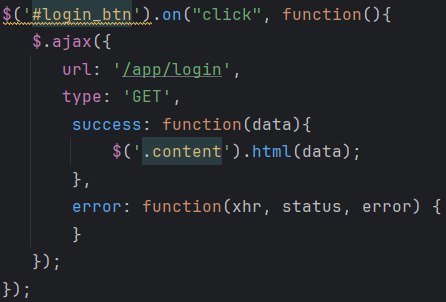 $('#login_btn').on("click", function(){
    $.ajax({
        url: '/app/login',
        type: 'GET',
         success: function(data){
             $('.content').html(data);
         },
         error: function(xhr, status, error) {
         }
    });
});